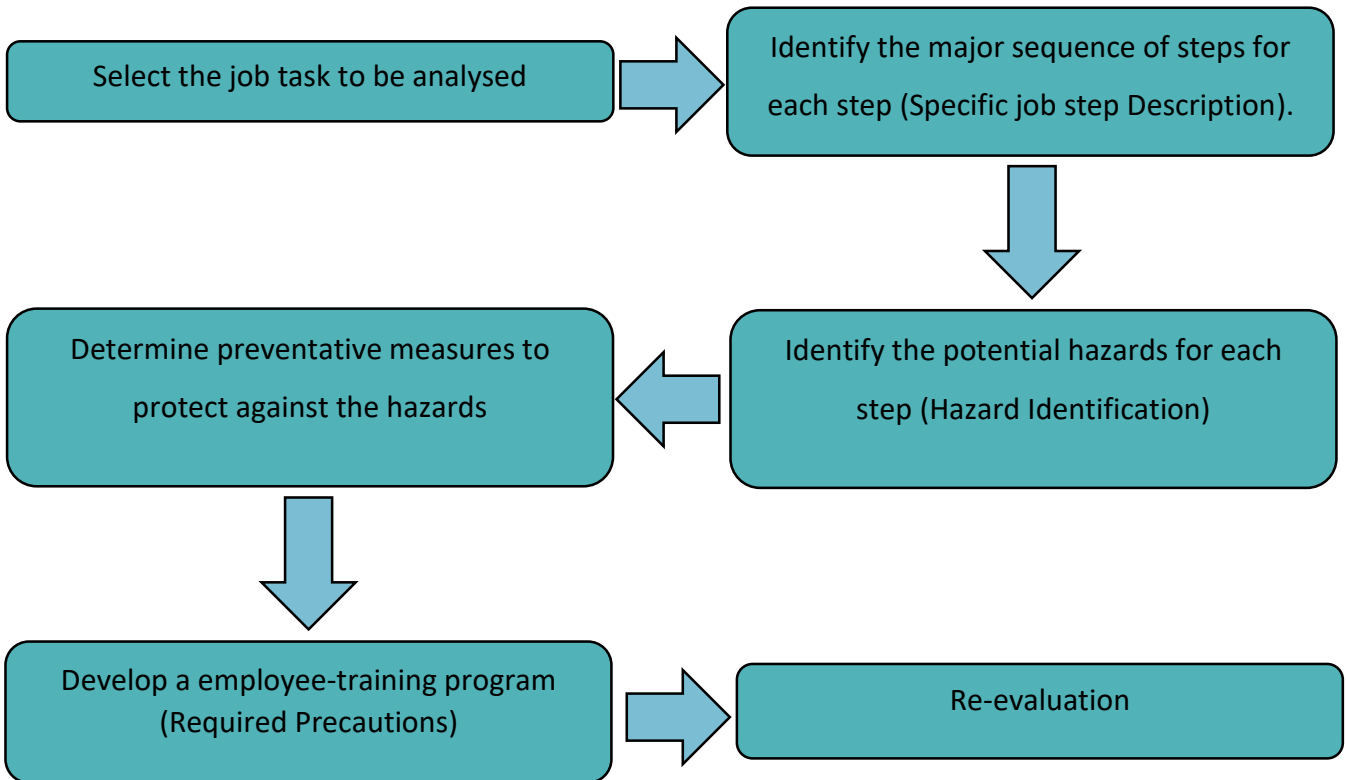 Select the job task to be analysed
Identify the major sequence of steps for
each step (Specific job step Description).
Identify the potential hazards for each
step (Hazard Identification)
Determine preventative measures to
protect against the hazards
Develop a employee-training program
(Required Precautions)
Re-evaluation